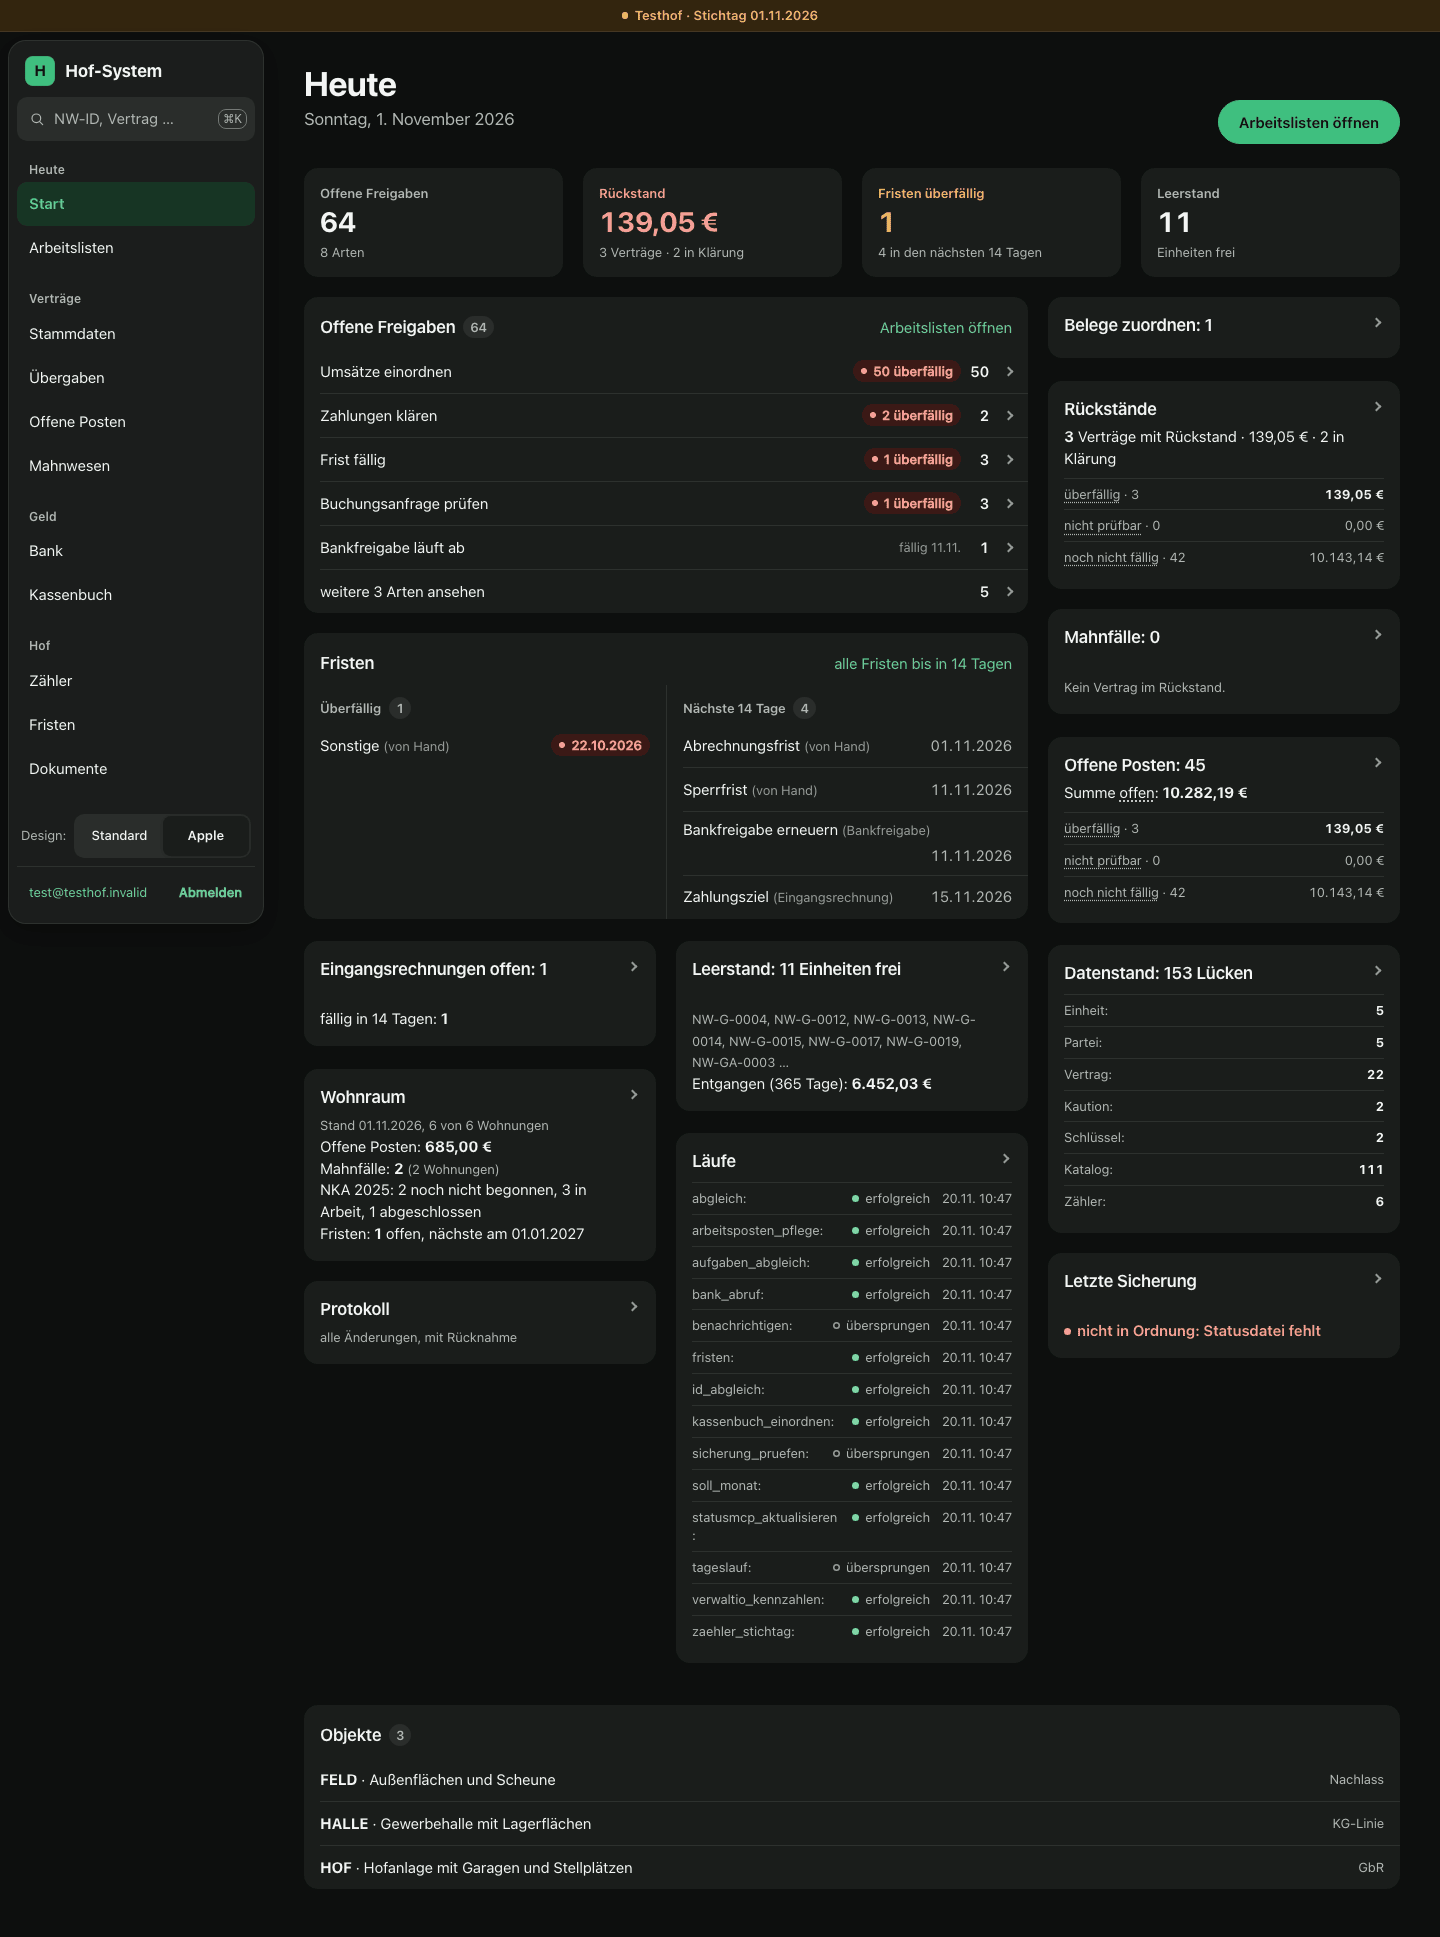 Testhof · Stichtag 01.11.2026
H Hof-System
NW-ID, Vertrag ... ⌘K
Heute
Start
Arbeitslisten
Verträge
Stammdaten
Übergaben
Offene Posten
Mahnwesen
Geld
Bank
Kassenbuch
Hof
Zähler
Fristen
Dokumente
Design: Standard Apple
test@testhof.invalid Abmelden
Heute
Sonntag, 1. November 2026
Arbeitslisten öffnen
Offene Freigaben
64
8 Arten
Rückstand
139,05 €
3 Verträge · 2 in Klärung
Fristen überfällig
1
4 in den nächsten 14 Tagen
Leerstand
11
Einheiten frei
Offene Freigaben 64 Arbeitslisten öffnen
Umsätze einordnen 50 überfällig 50
Zahlungen klären 2 überfällig 2
Frist fällig 1 überfällig 3
Buchungsanfrage prüfen 1 überfällig 3
Bankfreigabe läuft ab fällig 11.11. 1
weitere 3 Arten ansehen 5
Fristen alle Fristen bis in 14 Tagen
Überfällig 1
Sonstige (von Hand) 22.10.2026
Nächste 14 Tage 4
Abrechnungsfrist (von Hand) 01.11.2026
Sperrfrist (von Hand) 11.11.2026
Bankfreigabe erneuern (Bankfreigabe)
11.11.2026
Zahlungsziel (Eingangsrechnung) 15.11.2026
Eingangsrechnungen offen: 1
fällig in 14 Tagen: 1
Wohnraum
Stand 01.11.2026, 6 von 6 Wohnungen
Offene Posten: 685,00 €
Mahnfälle: 2 (2 Wohnungen)
NKA 2025: 2 noch nicht begonnen, 3 in
Arbeit, 1 abgeschlossen
Fristen: 1 offen, nächste am 01.01.2027
Protokoll
alle Änderungen, mit Rücknahme
Leerstand: 11 Einheiten frei
NW-G-0004, NW-G-0012, NW-G-0013, NW-G-
0014, NW-G-0015, NW-G-0017, NW-G-0019,
NW-GA-0003 ...
Entgangen (365 Tage): 6.452,03 €
Läufe
abgleich: erfolgreich 20.11. 10:47
arbeitsposten_pflege: erfolgreich 20.11. 10:47
aufgaben_abgleich: erfolgreich 20.11. 10:47
bank_abruf: erfolgreich 20.11. 10:47
benachrichtigen: übersprungen 20.11. 10:47
fristen: erfolgreich 20.11. 10:47
id_abgleich: erfolgreich 20.11. 10:47
kassenbuch_einordnen: erfolgreich 20.11. 10:47
sicherung_pruefen: übersprungen 20.11. 10:47
soll_monat: erfolgreich 20.11. 10:47
statusmcp_aktualisieren erfolgreich 20.11. 10:47
:
tageslauf: übersprungen 20.11. 10:47
verwaltio_kennzahlen: erfolgreich 20.11. 10:47
zaehler_stichtag: erfolgreich 20.11. 10:47
Belege zuordnen: 1
Rückstände
3 Verträge mit Rückstand · 139,05 € · 2 in
Klärung
überfällig · 3 139,05 €
nicht prüfbar · 0 0,00 €
noch nicht fällig · 42 10.143,14 €
Mahnfälle: 0
Kein Vertrag im Rückstand.
Offene Posten: 45
Summe offen: 10.282,19 €
überfällig · 3 139,05 €
nicht prüfbar · 0 0,00 €
noch nicht fällig · 42 10.143,14 €
Datenstand: 153 Lücken
Einheit: 5
Partei: 5
Vertrag: 22
Kaution: 2
Schlüssel: 2
Katalog: 111
Zähler: 6
Letzte Sicherung
nicht in Ordnung: Statusdatei fehlt
Objekte 3
FELD · Außenflächen und Scheune Nachlass
HALLE · Gewerbehalle mit Lagerflächen KG-Linie
HOF · Hofanlage mit Garagen und Stellplätzen GbR